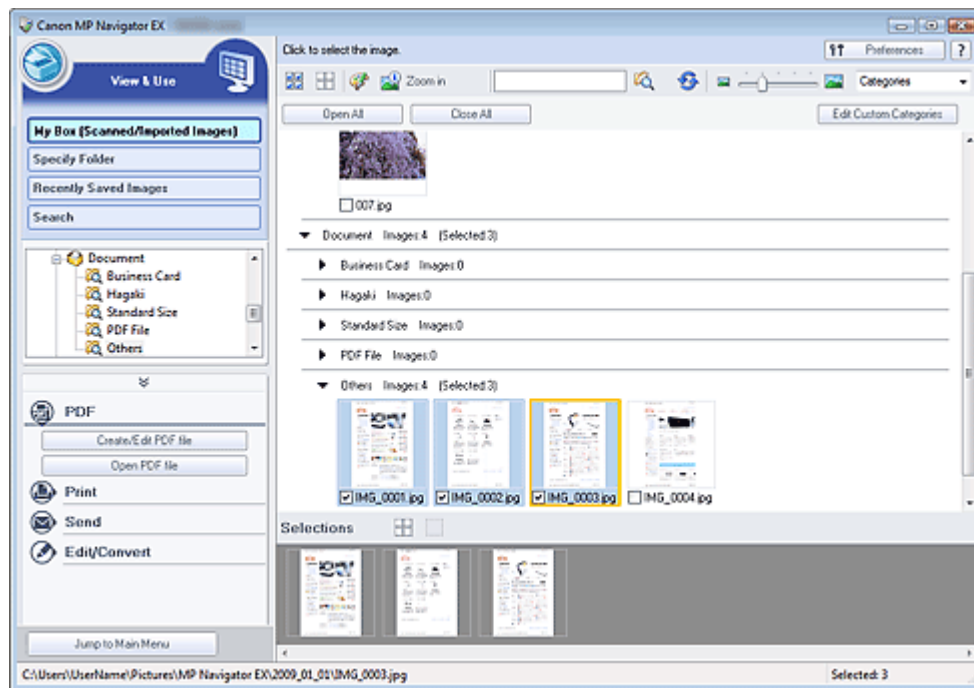 Canon MP Navigator EX
View & Use
Click to select the image.
Preferences
?
Zoom in
Categories
My Box (Scanned/Imported Images)
Specify Folder
Recently Saved Images
Search
Open All
Close All
Edit Custom Categories
007.jpg
Document Images:4 (Selected:3)
Business Card Images:0
Hagaki Images:0
Standard Size Images:0
PDF File Images:0
Others Images:4 (Selected:3)
IMG_0001.jpg
IMG_0002.jpg
IMG_0003.jpg
IMG_0004.jpg
Document
Business Card
Hagaki
Standard Size
PDF File
Others
PDF
Create/Edit PDF file
Open PDF file
Print
Send
Edit/Convert
Jump to Main Menu
Selections
C:\Users\UserName\Pictures\MP Navigator EX\2009_01_01\IMG_0003.jpg
Selected: 3